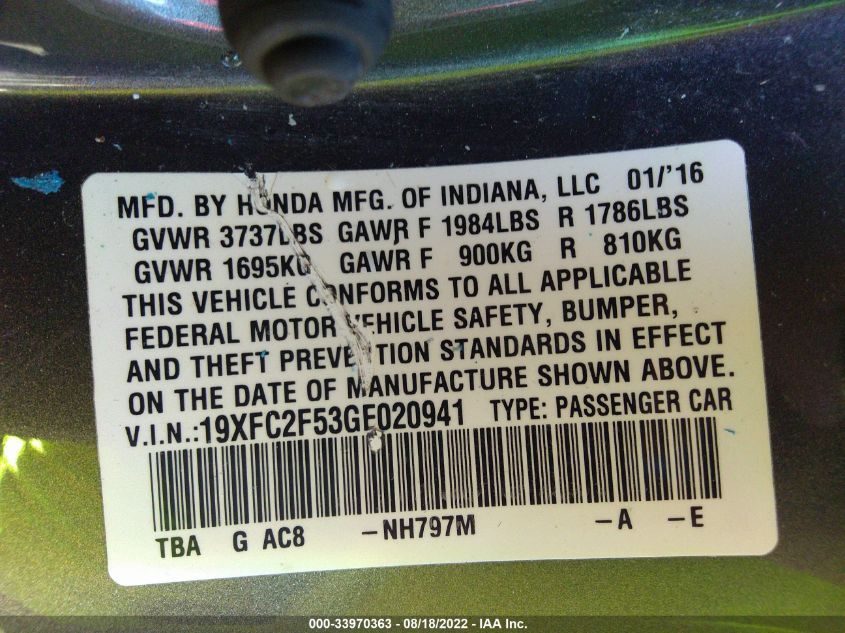 MFD. BY HONDA MFG. OF INDIANA, LLC 01/'16
GVWR 3737LBS GAWR F 1984LBS R 1786LBS
GVWR 1695KG GAWR F 900KG R 810KG
THIS VEHICLE CONFORMS TO ALL APPLICABLE
FEDERAL MOTOR VEHICLE SAFETY, BUMPER,
AND THEFT PREVENTION STANDARDS IN EFFECT
ON THE DATE OF MANUFACTURE SHOWN ABOVE.
V.I.N.:19XFC2F53GE020941 TYPE: PASSENGER CAR
TBA G AC8 -NH797M -A -E
000-33970363 - 08/18/2022 - IAA Inc.